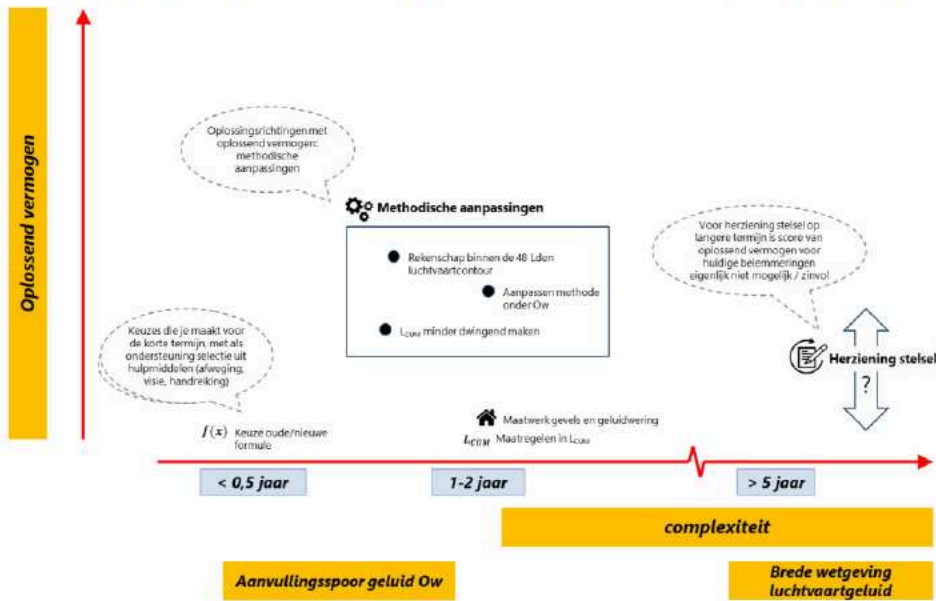 Oplossend vermogen
Oplossingsrichtingen met
oplossend vermogen:
methodische
aanpassingen
Methodische aanpassingen
Rekenschap binnen de 48 Lden
luchtvaartcontour
Aanpassen methode
onder Ow
LCUM minder dwingend maken
Voor herziening stelsel op
langere termijn is score van
oplossend vermogen voor
huidige belemmeringen
eigenlijk niet mogelijk / zinvol
Keuzes die je maakt voor
de korte termijn, met als
ondersteuning selectie uit
hulpmiddelen (afweging,
visie, handreiking)
Herziening stelsel
?
f(x) Keuze oude/nieuwe
formule
Maatwerk gevels en geluidwering
LCUM Maatregelen in LCUM
< 0,5 jaar
1-2 jaar
> 5 jaar
complexiteit
Aanvullingsspoor geluid Ow
Brede wetgeving
luchtvaartgeluid